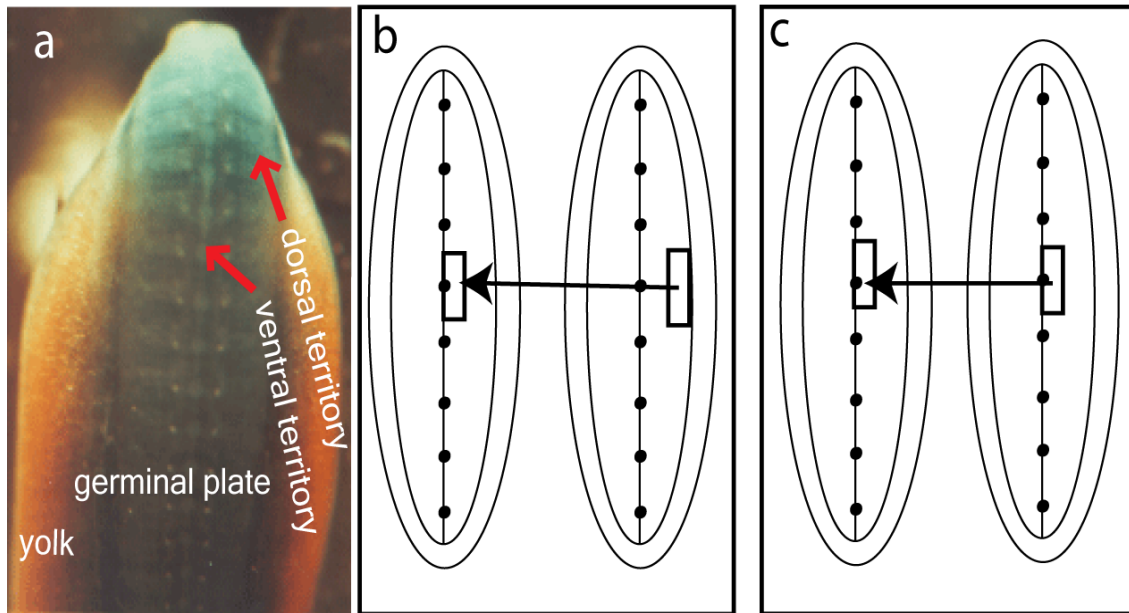 a
dorsal territory
ventral territory
germinal plate
yolk
b
c